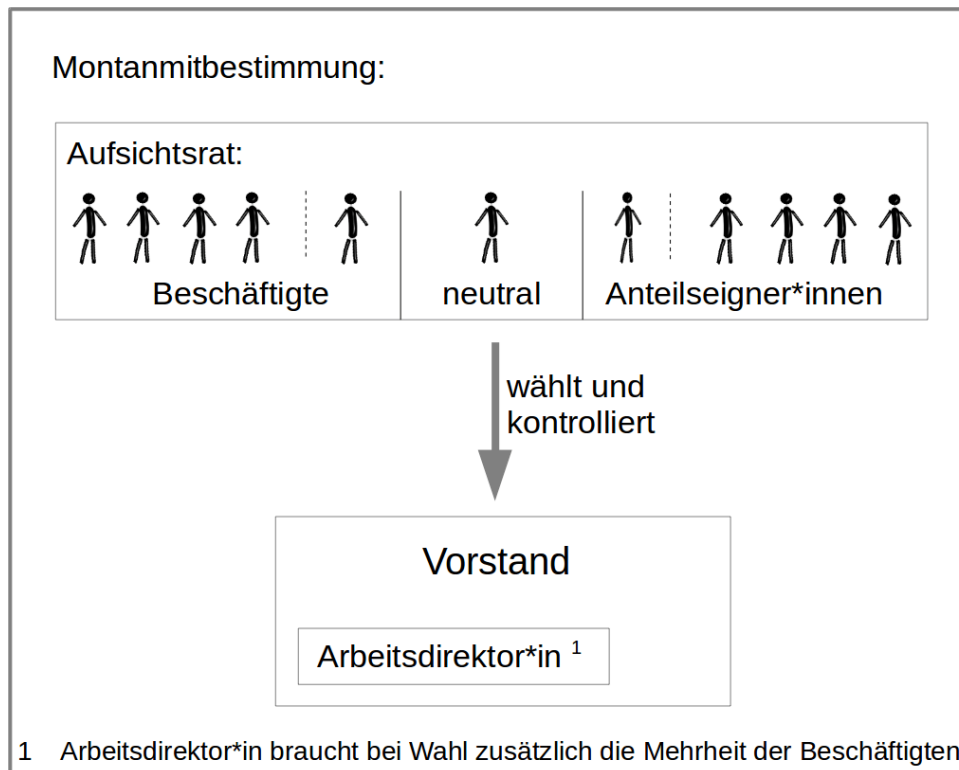 Montanmitbestimmung:
Aufsichtsrat:
Beschäftigte
neutral
Anteilseigner*innen
wählt und
kontrolliert
Vorstand
Arbeitsdirektor*in 1
1 Arbeitsdirektor*in braucht bei Wahl zusätzlich die Mehrheit der Beschäftigten